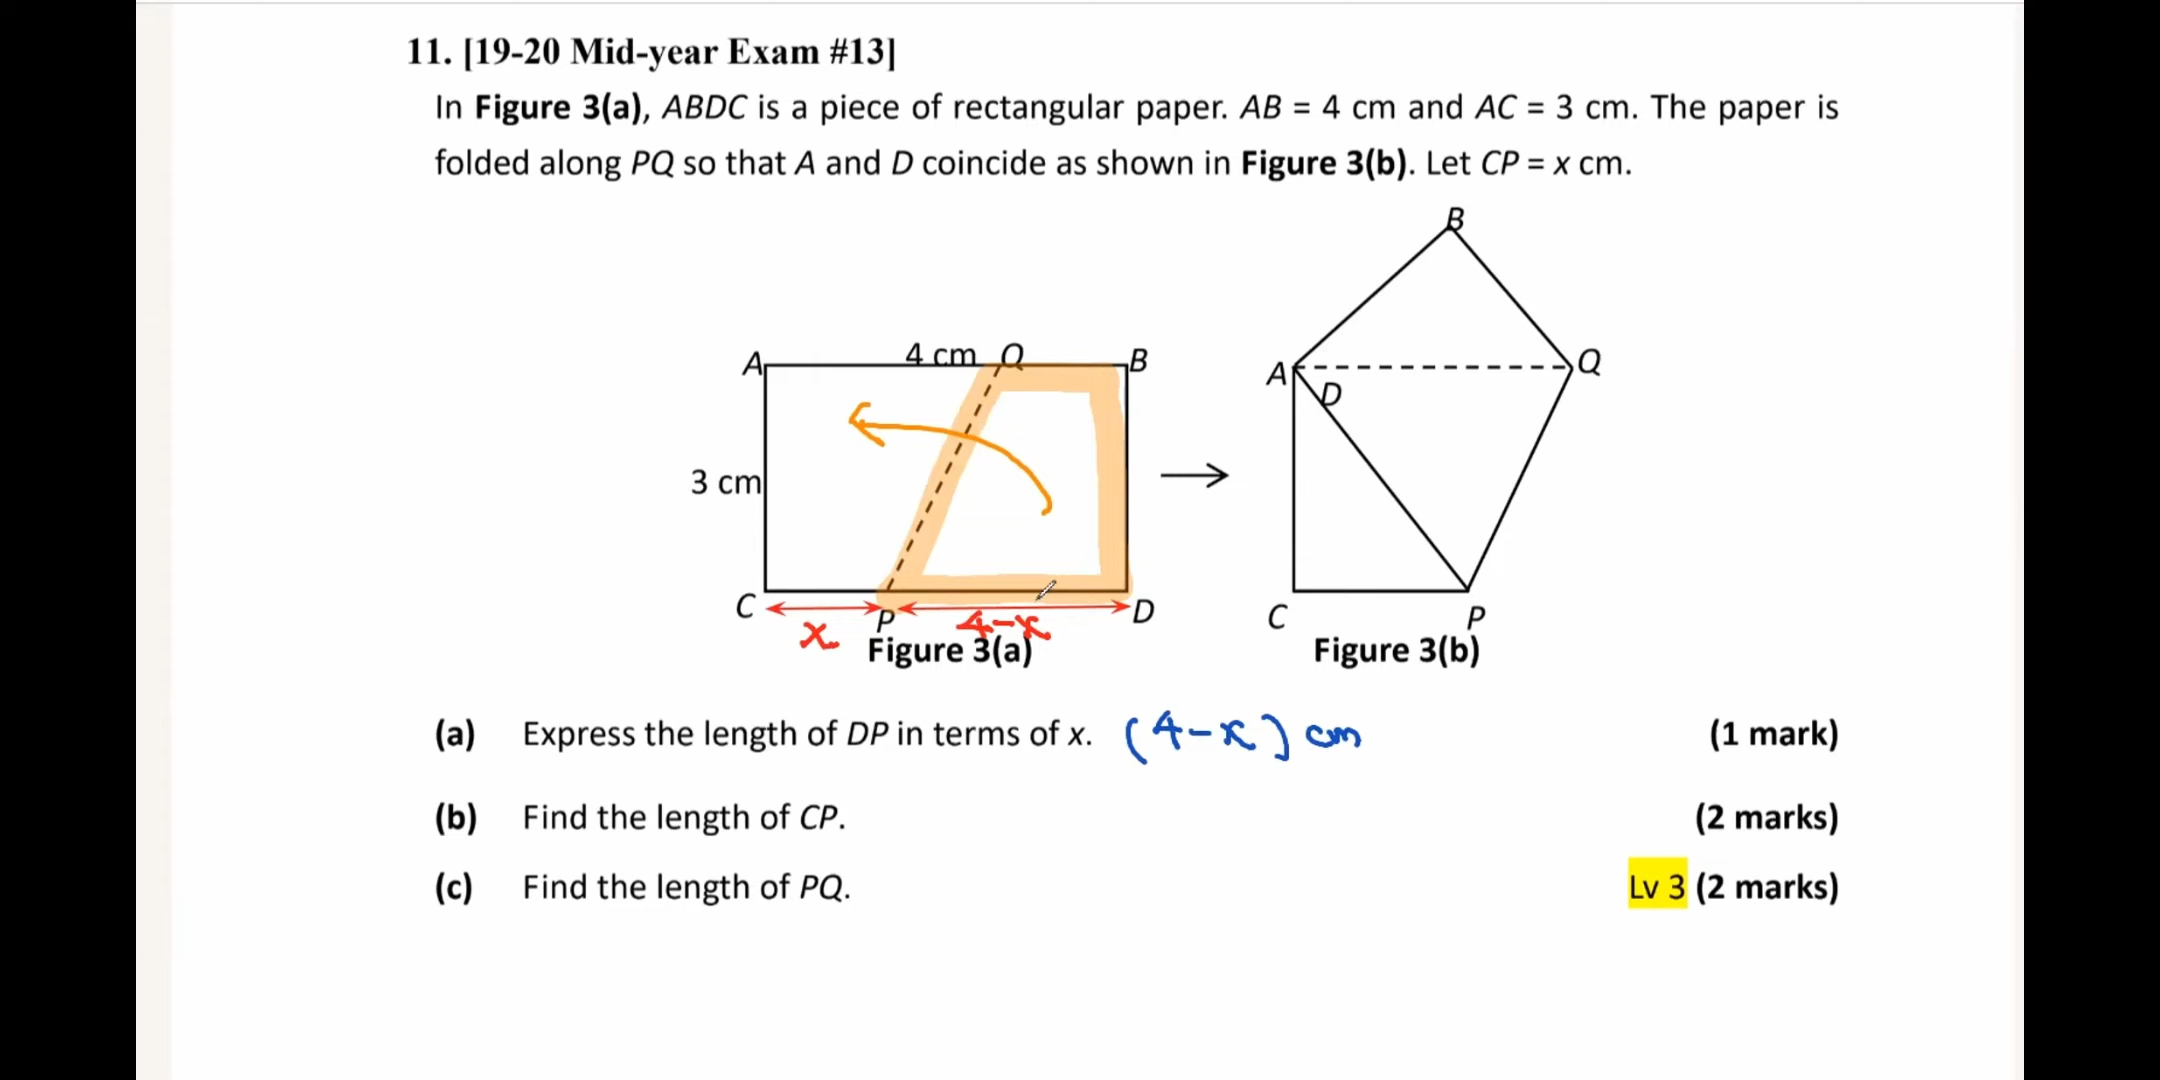 11. [19-20 Mid-year Exam #13]
In Figure 3(a), ABDC is a piece of rectangular paper. AB = 4 cm and AC = 3 cm. The paper is
folded along PQ so that A and D coincide as shown in Figure 3(b). Let CP = x cm.
B
A 4 cm Q B
A Q
D
3 cm
C P D
x 4-x
C P
Figure 3(a) Figure 3(b)
(a) Express the length of DP in terms of x. (4-x) cm (1 mark)
(b) Find the length of CP. (2 marks)
(c) Find the length of PQ. Lv 3 (2 marks)